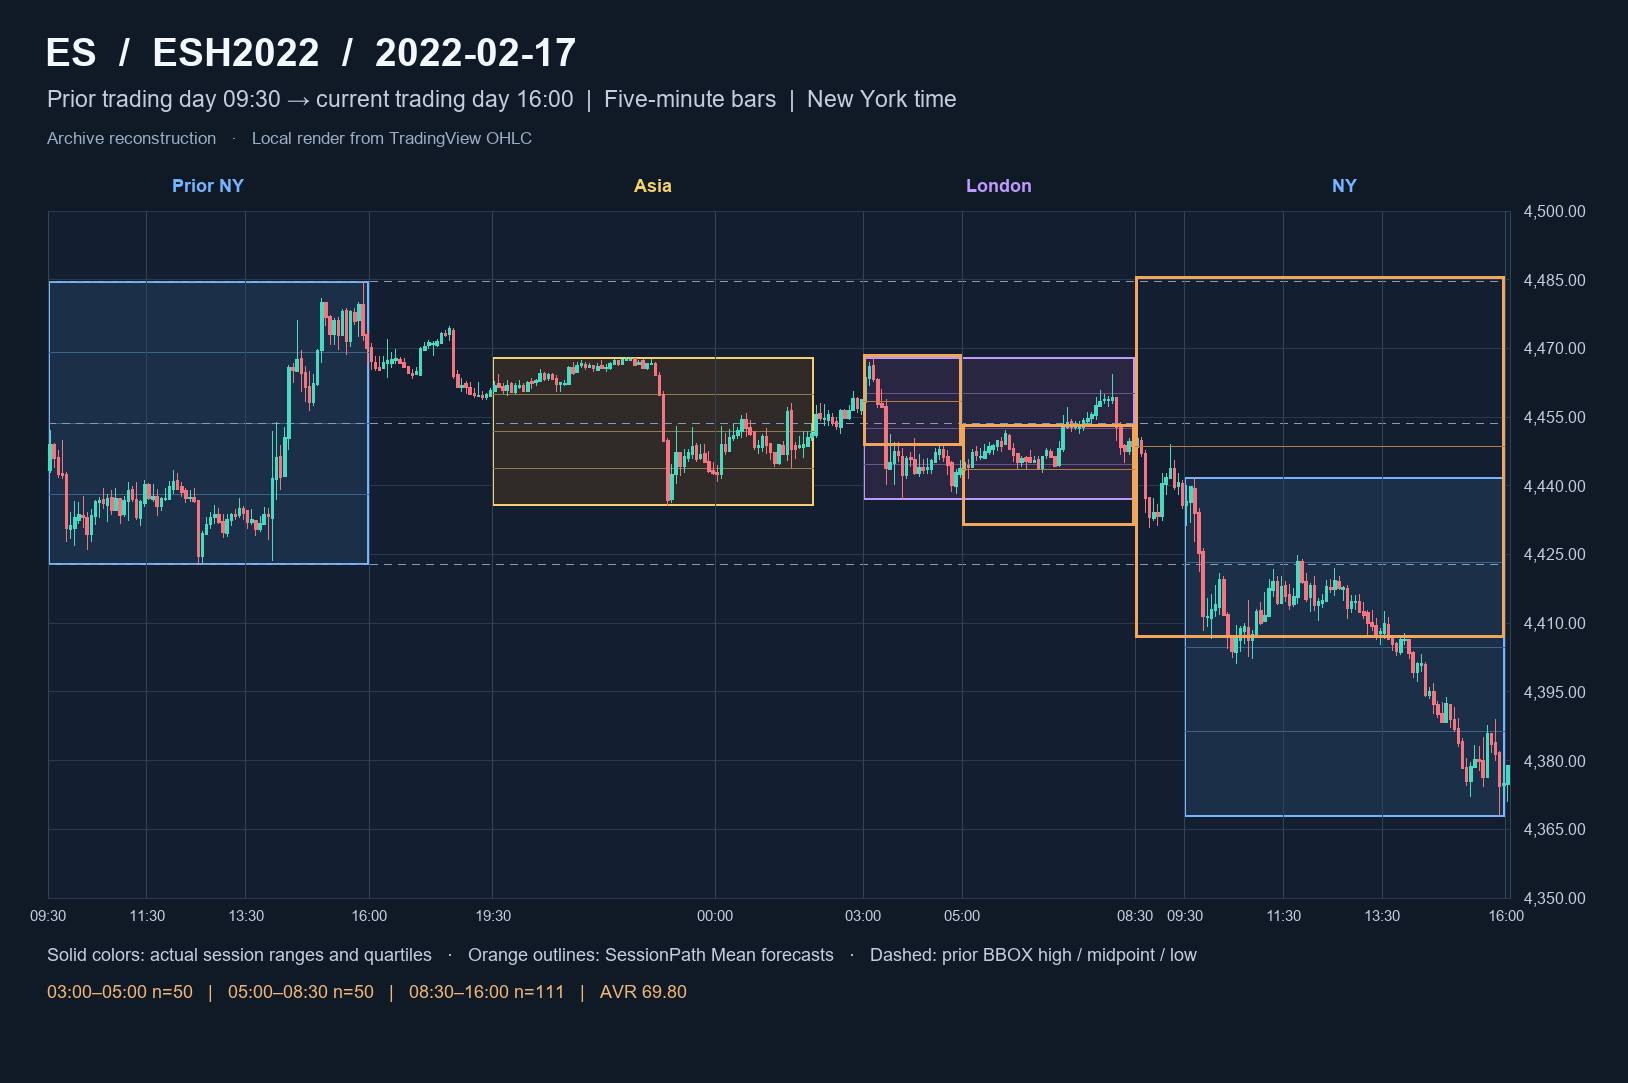 ES / ESH2022 / 2022-02-17
Prior trading day 09:30 → current trading day 16:00 | Five-minute bars | New York time
Archive reconstruction · Local render from TradingView OHLC
Prior NY Asia London NY
4,500.00
4,485.00
4,470.00
4,455.00
4,440.00
4,425.00
4,410.00
4,395.00
4,380.00
4,365.00
4,350.00
09:30 11:30 13:30 16:00 19:30 00:00 03:00 05:00 08:30 09:30 11:30 13:30 16:00
Solid colors: actual session ranges and quartiles · Orange outlines: SessionPath Mean forecasts · Dashed: prior BBOX high / midpoint / low
03:00–05:00 n=50 | 05:00–08:30 n=50 | 08:30–16:00 n=111 | AVR 69.80